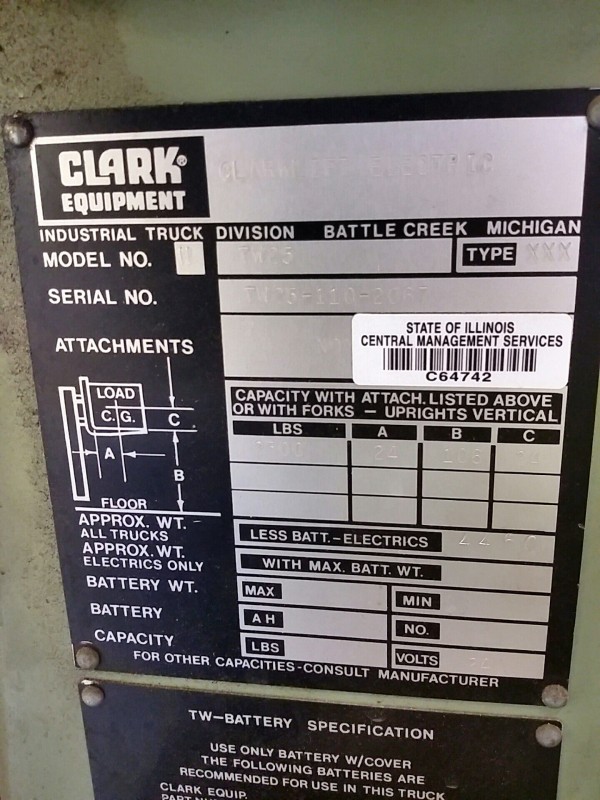 CLARK®
EQUIPMENT
ELECTRIC
INDUSTRIAL TRUCK DIVISION BATTLE CREEK MICHIGAN
MODEL NO. TW25 TYPE XXX
SERIAL NO.
ATTACHMENTS
STATE OF ILLINOIS
CENTRAL MANAGEMENT SERVICES
C64742
LOAD
C. G.
C
A
B
FLOOR
CAPACITY WITH ATTACH. LISTED ABOVE
OR WITH FORKS – UPRIGHTS VERTICAL
LBS A B C
24
APPROX. WT.
ALL TRUCKS
LESS BATT.–ELECTRICS
APPROX. WT.
ELECTRICS ONLY
WITH MAX. BATT. WT.
BATTERY WT. MAX MIN
BATTERY A H NO.
CAPACITY LBS VOLTS
FOR OTHER CAPACITIES-CONSULT MANUFACTURER
TW–BATTERY SPECIFICATION
USE ONLY BATTERY W/COVER
THE FOLLOWING BATTERIES ARE
RECOMMENDED FOR USE IN THIS TRUCK
CLARK EQUIP.